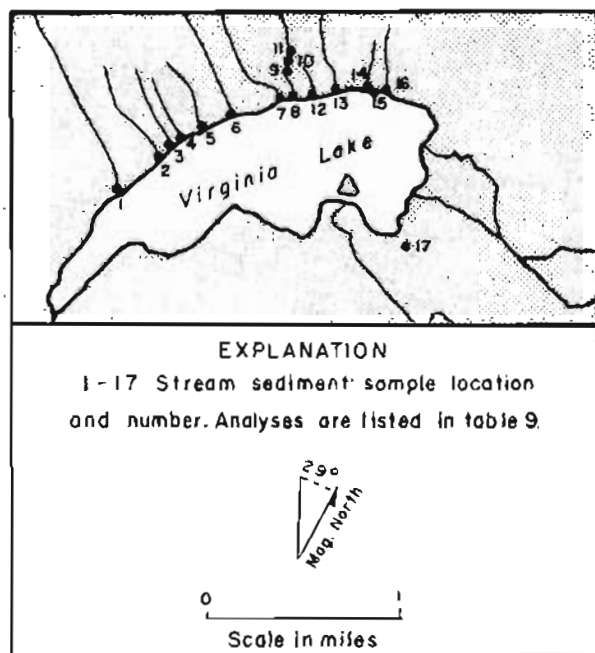 11
10
9
14
16
7 8 12 13 15
6
5
4
3
2
1
Virginia Lake
17
EXPLANATION
1-17 Stream sediment sample location
and number. Analyses are listed in table 9.
29°
Mag. North
0 1
Scale in miles